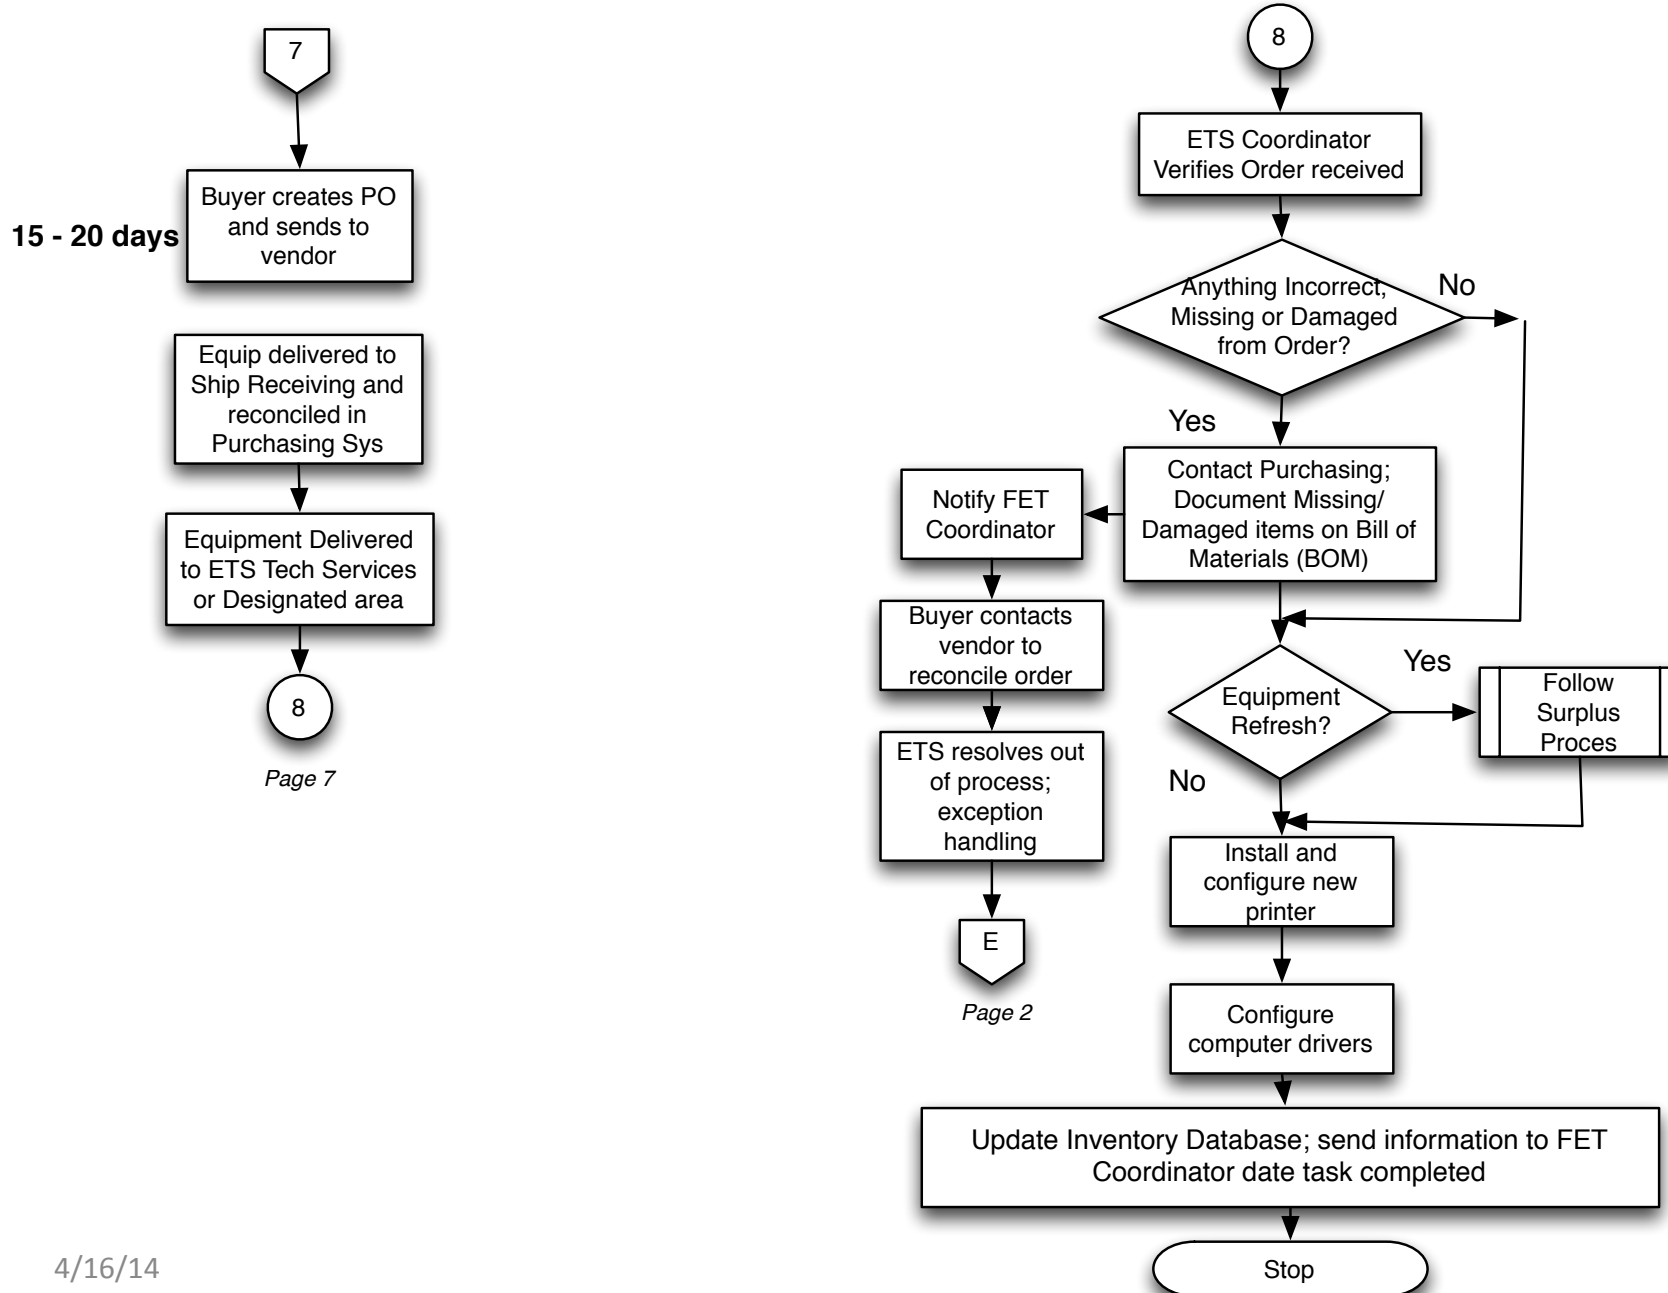 7
15 - 20 days
Buyer creates PO
and sends to
vendor
Equip delivered to
Ship Receiving and
reconciled in
Purchasing Sys
Equipment Delivered
to ETS Tech Services
or Designated area
8
Page 7
8
ETS Coordinator
Verifies Order received
Anything Incorrect,
Missing or Damaged
from Order?
No
Yes
Contact Purchasing;
Document Missing/
Damaged items on Bill of
Materials (BOM)
Notify FET
Coordinator
Buyer contacts
vendor to
reconcile order
ETS resolves out
of process;
exception
handling
E
Page 2
Equipment
Refresh?
Yes
Follow
Surplus
Proces
No
Install and
configure new
printer
Configure
computer drivers
Update Inventory Database; send information to FET
Coordinator date task completed
Stop
4/16/14